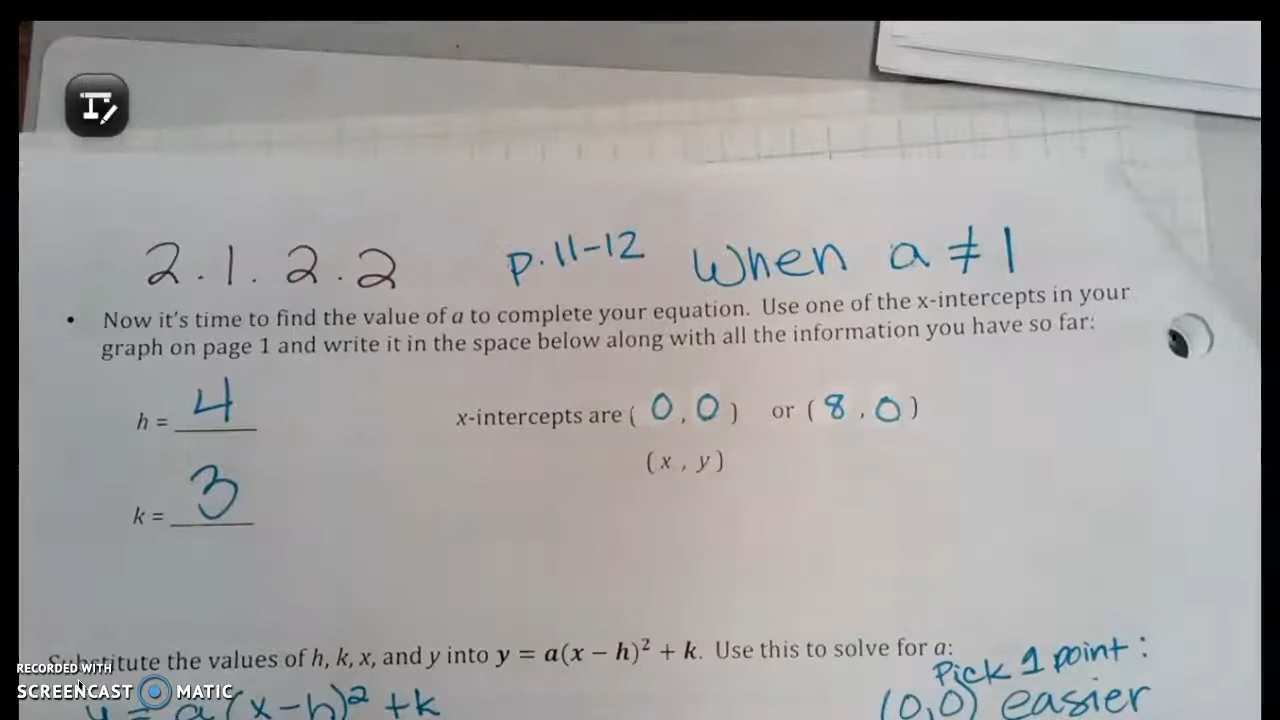 2.1.2.2 p.11-12 When a ≠ 1
• Now it's time to find the value of a to complete your equation. Use one of the x-intercepts in your
graph on page 1 and write it in the space below along with all the information you have so far:
h = 4 x-intercepts are (0,0) or (8,0)
(x, y)
k = 3
Substitute the values of h, k, x, and y into y = a(x − h)² + k. Use this to solve for a:
Pick 1 point:
y = a(x-h)² +k (0,0) easier
RECORDED WITH
SCREENCAST MATIC